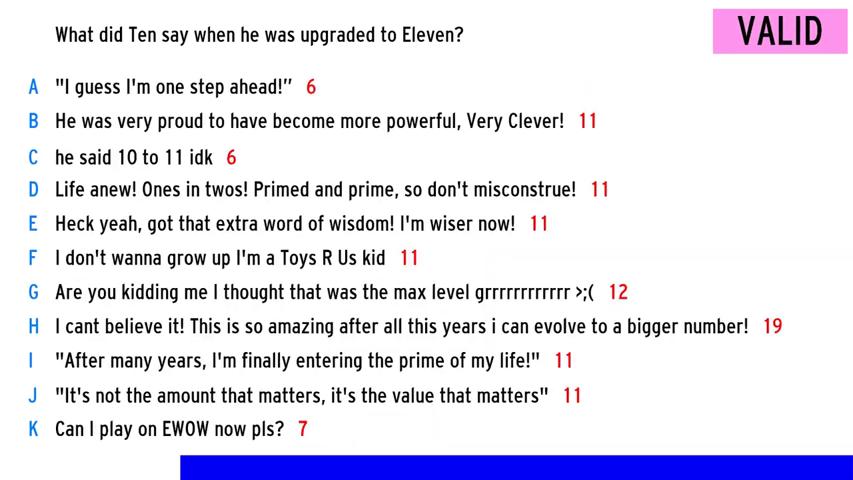 What did Ten say when he was upgraded to Eleven?
VALID
A "I guess I'm one step ahead!” 6
B He was very proud to have become more powerful, Very Clever! 11
C he said 10 to 11 idk 6
D Life anew! Ones in twos! Primed and prime, so don't misconstrue! 11
E Heck yeah, got that extra word of wisdom! I'm wiser now! 11
F I don't wanna grow up I'm a Toys R Us kid 11
G Are you kidding me I thought that was the max level grrrrrrrrrrrr >;( 12
H I cant believe it! This is so amazing after all this years i can evolve to a bigger number! 19
I "After many years, I'm finally entering the prime of my life!" 11
J "It's not the amount that matters, it's the value that matters" 11
K Can I play on EWOW now pls? 7